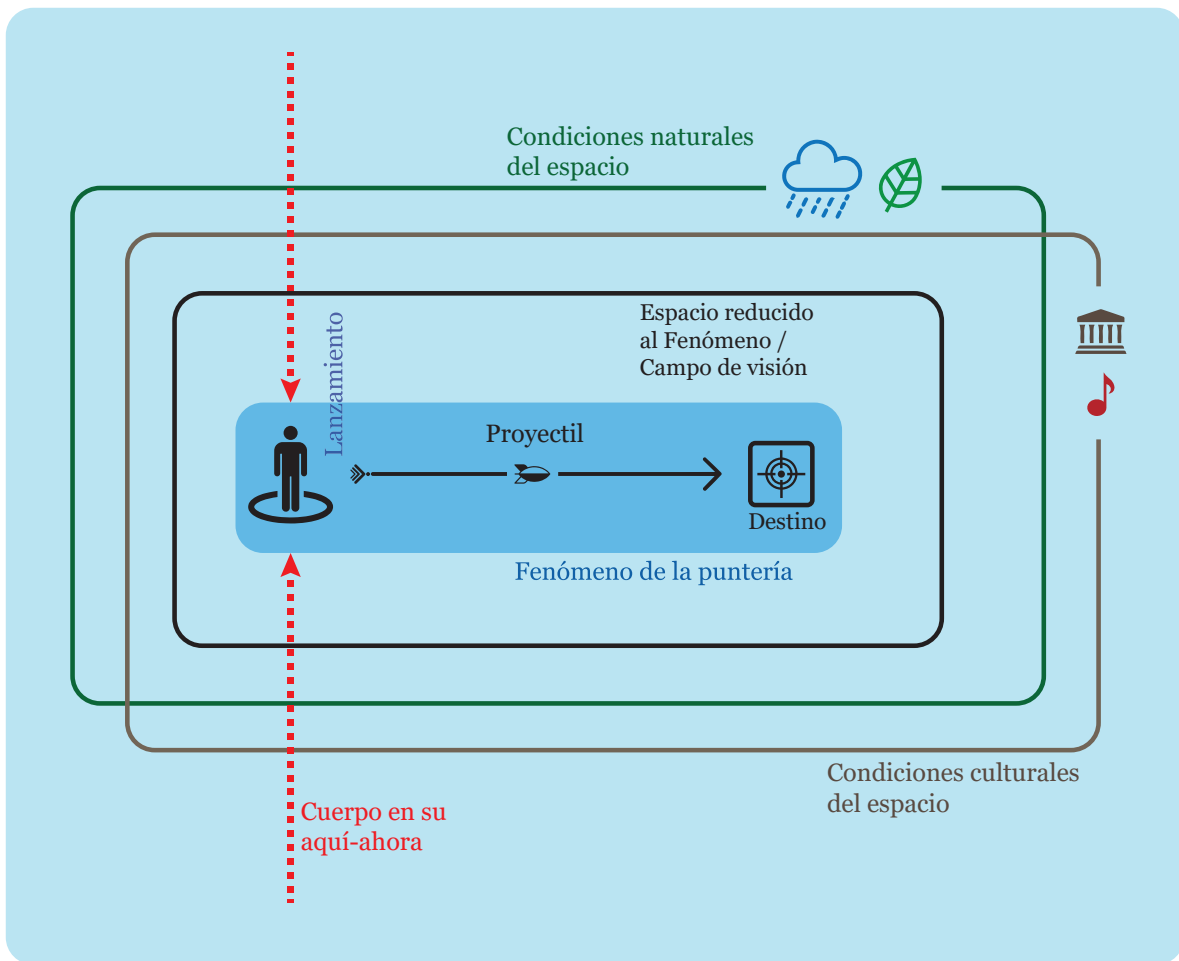 Condiciones naturales
del espacio
Espacio reducido
al Fenómeno /
Campo de visión
Lanzamiento
Proyectil
Destino
Fenómeno de la puntería
Condiciones culturales
del espacio
Cuerpo en su
aquí-ahora